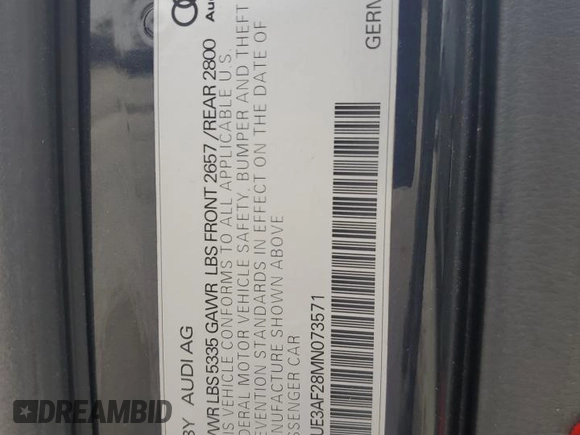 Au
GERM
BY AUDI AG
VWR LBS 5335 GAWR LBS FRONT 2657 / REAR 2800
IS VEHICLE CONFORMS TO ALL APPLICABLE U.S.
DERAL MOTOR VEHICLE SAFETY, BUMPER AND THEFT
EVENTION STANDARDS IN EFFECT ON THE DATE OF
NUFACTURE SHOWN ABOVE
SSENGER CAR
UE3AF28MN073571
DREAMBID